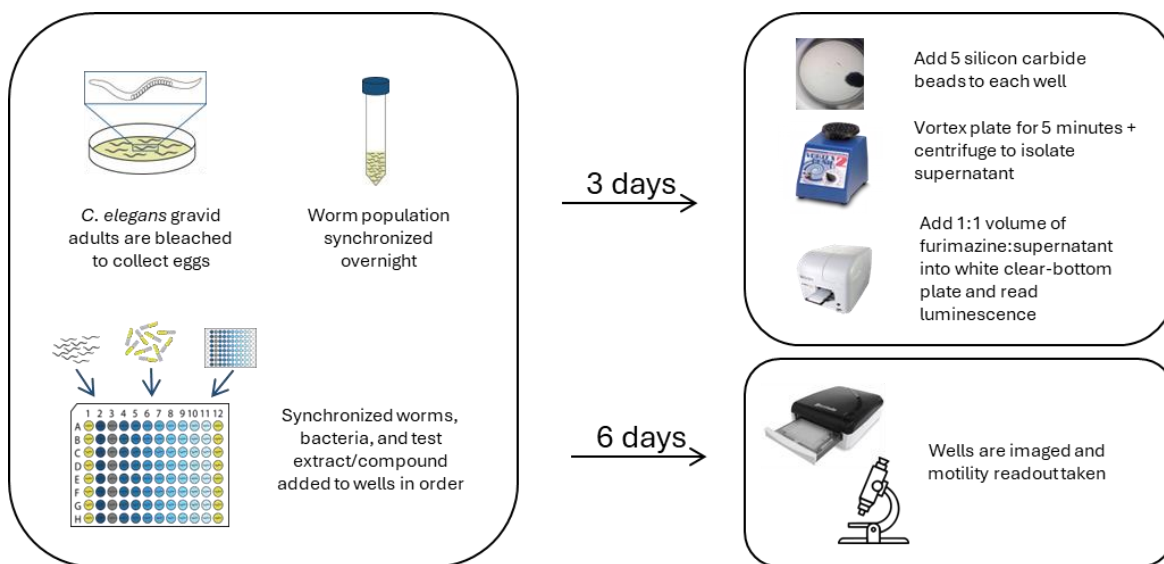 C. elegans gravid
adults are bleached
to collect eggs
Worm population
synchronized
overnight
1 2 3 4 5 6 7 8 9 10 11 12
A
B
C
D
E
F
G
H
Synchronized worms,
bacteria, and test
extract/compound
added to wells in order
3 days
6 days
Add 5 silicon carbide
beads to each well
Vortex plate for 5 minutes +
centrifuge to isolate
supernatant
Add 1:1 volume of
furimazine:supernatant
into white clear-bottom
plate and read
luminescence
Wells are imaged and
motility readout taken